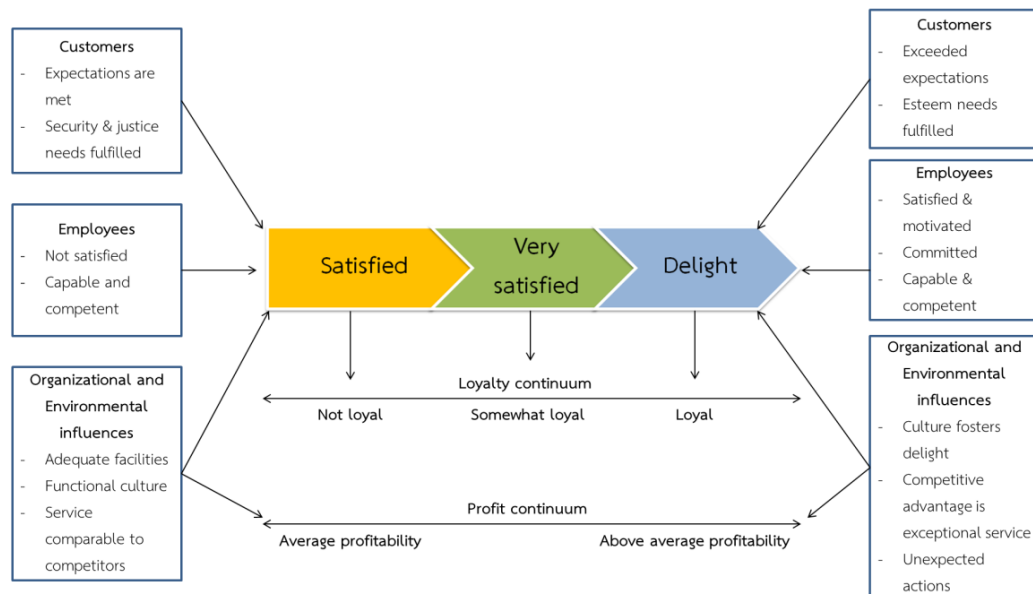 Customers
- Expectations are
met
- Security & justice
needs fulfilled
Employees
- Not satisfied
- Capable and
competent
Organizational and
Environmental
influences
- Adequate facilities
- Functional culture
- Service
comparable to
competitors
Satisfied
Very
satisfied
Delight
Loyalty continuum
Not loyal
Somewhat loyal
Loyal
Profit continuum
Average profitability
Above average profitability
Customers
- Exceeded
expectations
- Esteem needs
fulfilled
Employees
- Satisfied &
motivated
- Committed
- Capable &
competent
Organizational and
Environmental
influences
- Culture fosters
delight
- Competitive
advantage is
exceptional service
- Unexpected
actions